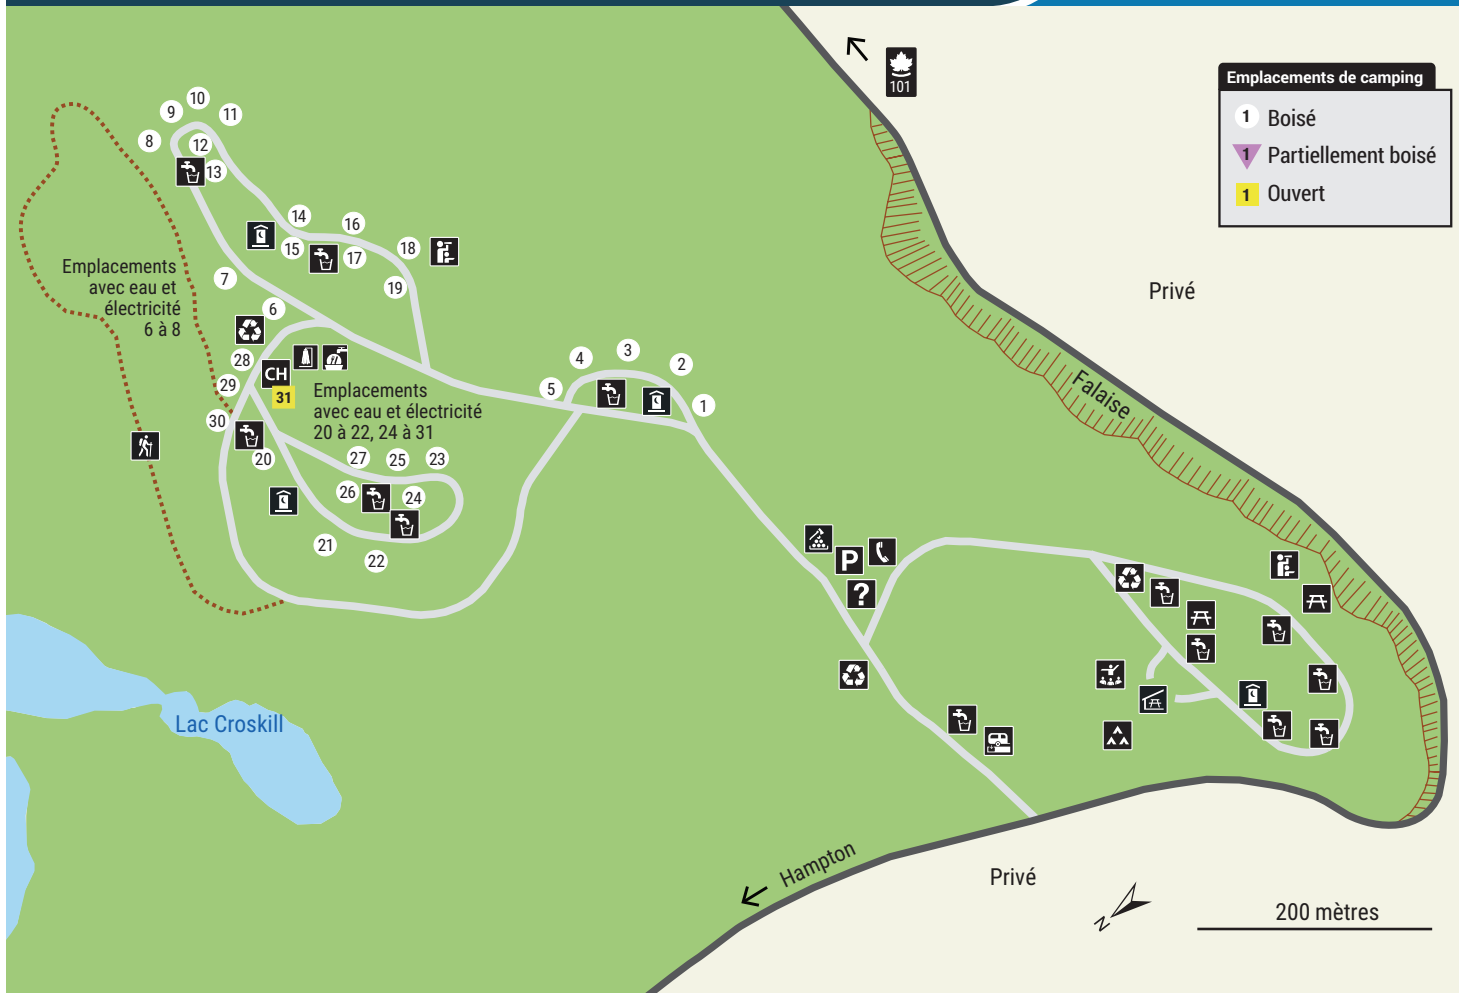 101
Emplacements de camping
1 Boisé
1 Partiellement boisé
1 Ouvert
Privé
Falaise
8
9
10
11
12
13
14
15
16
17
18
19
7
6
Emplacements
avec eau et
électricité
6 à 8
28
29
30
CH
31
Emplacements
avec eau et électricité
20 à 22, 24 à 31
5
4
3
2
1
20
27
25
23
26
24
21
22
P
?
Lac Croskill
Hampton
Privé
N
200 mètres